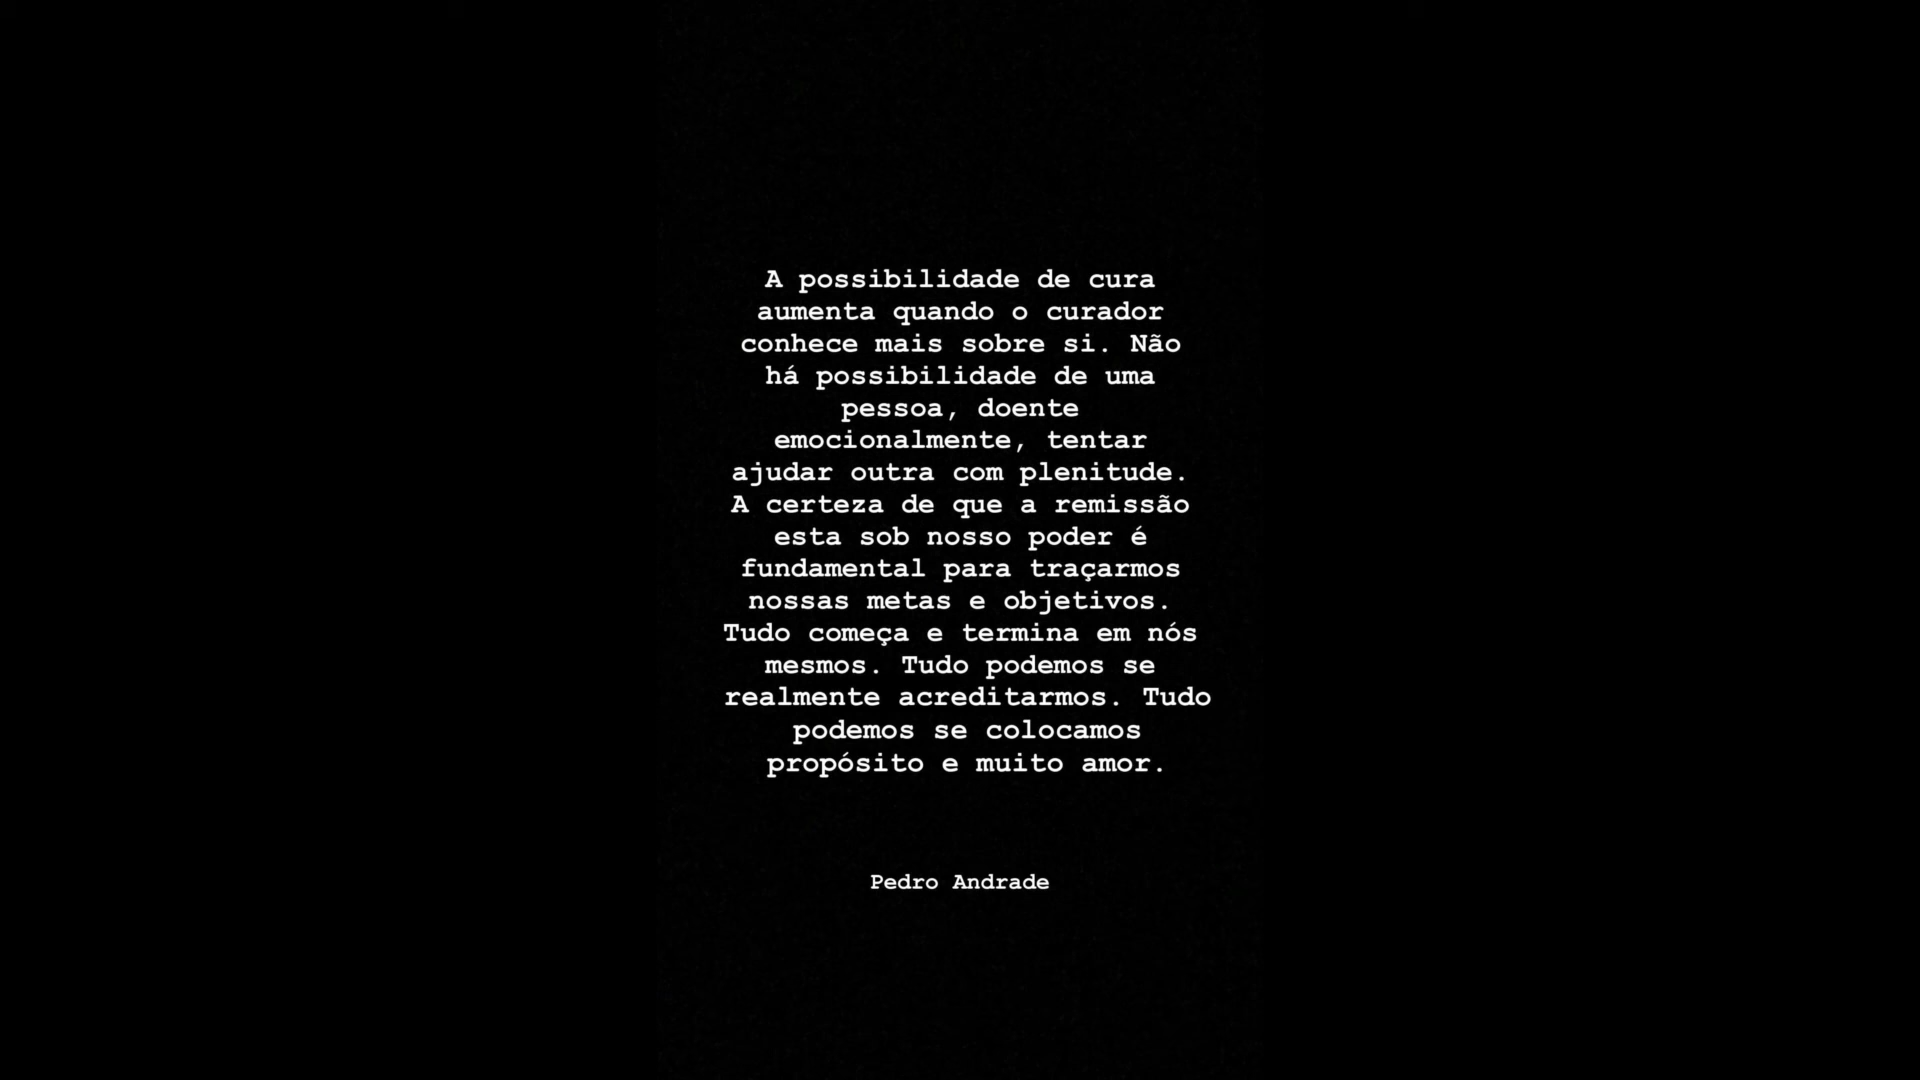 A possibilidade de cura
aumenta quando o curador
conhece mais sobre si. Não
há possibilidade de uma
pessoa, doente
emocionalmente, tentar
ajudar outra com plenitude.
A certeza de que a remissão
esta sob nosso poder é
fundamental para traçarmos
nossas metas e objetivos.
Tudo começa e termina em nós
mesmos. Tudo podemos se
realmente acreditarmos. Tudo
podemos se colocamos
propósito e muito amor.
Pedro Andrade